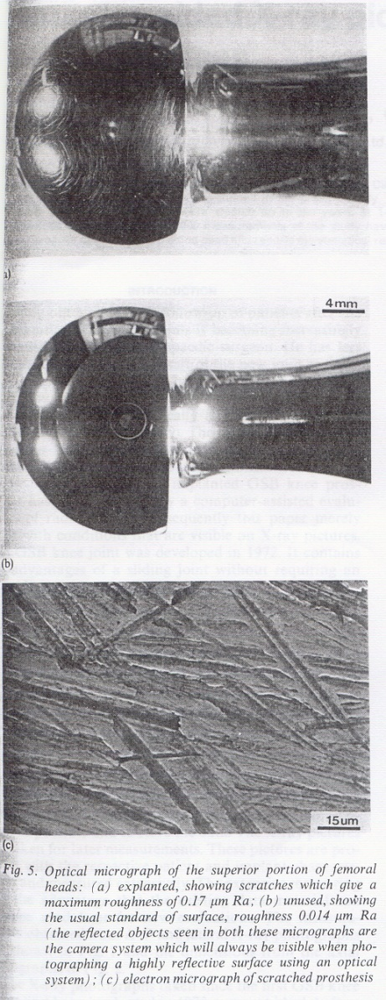 a)
4mm
(b)
15um
(c)
Fig. 5. Optical micrograph of the superior portion of femoral
heads: (a) explanted, showing scratches which give a
maximum roughness of 0.17 μm Ra; (b) unused, showing
the usual standard of surface, roughness 0.014 μm Ra
(the reflected objects seen in both these micrographs are
the camera system which will always be visible when pho-
tographing a highly reflective surface using an optical
system); (c) electron micrograph of scratched prosthesis